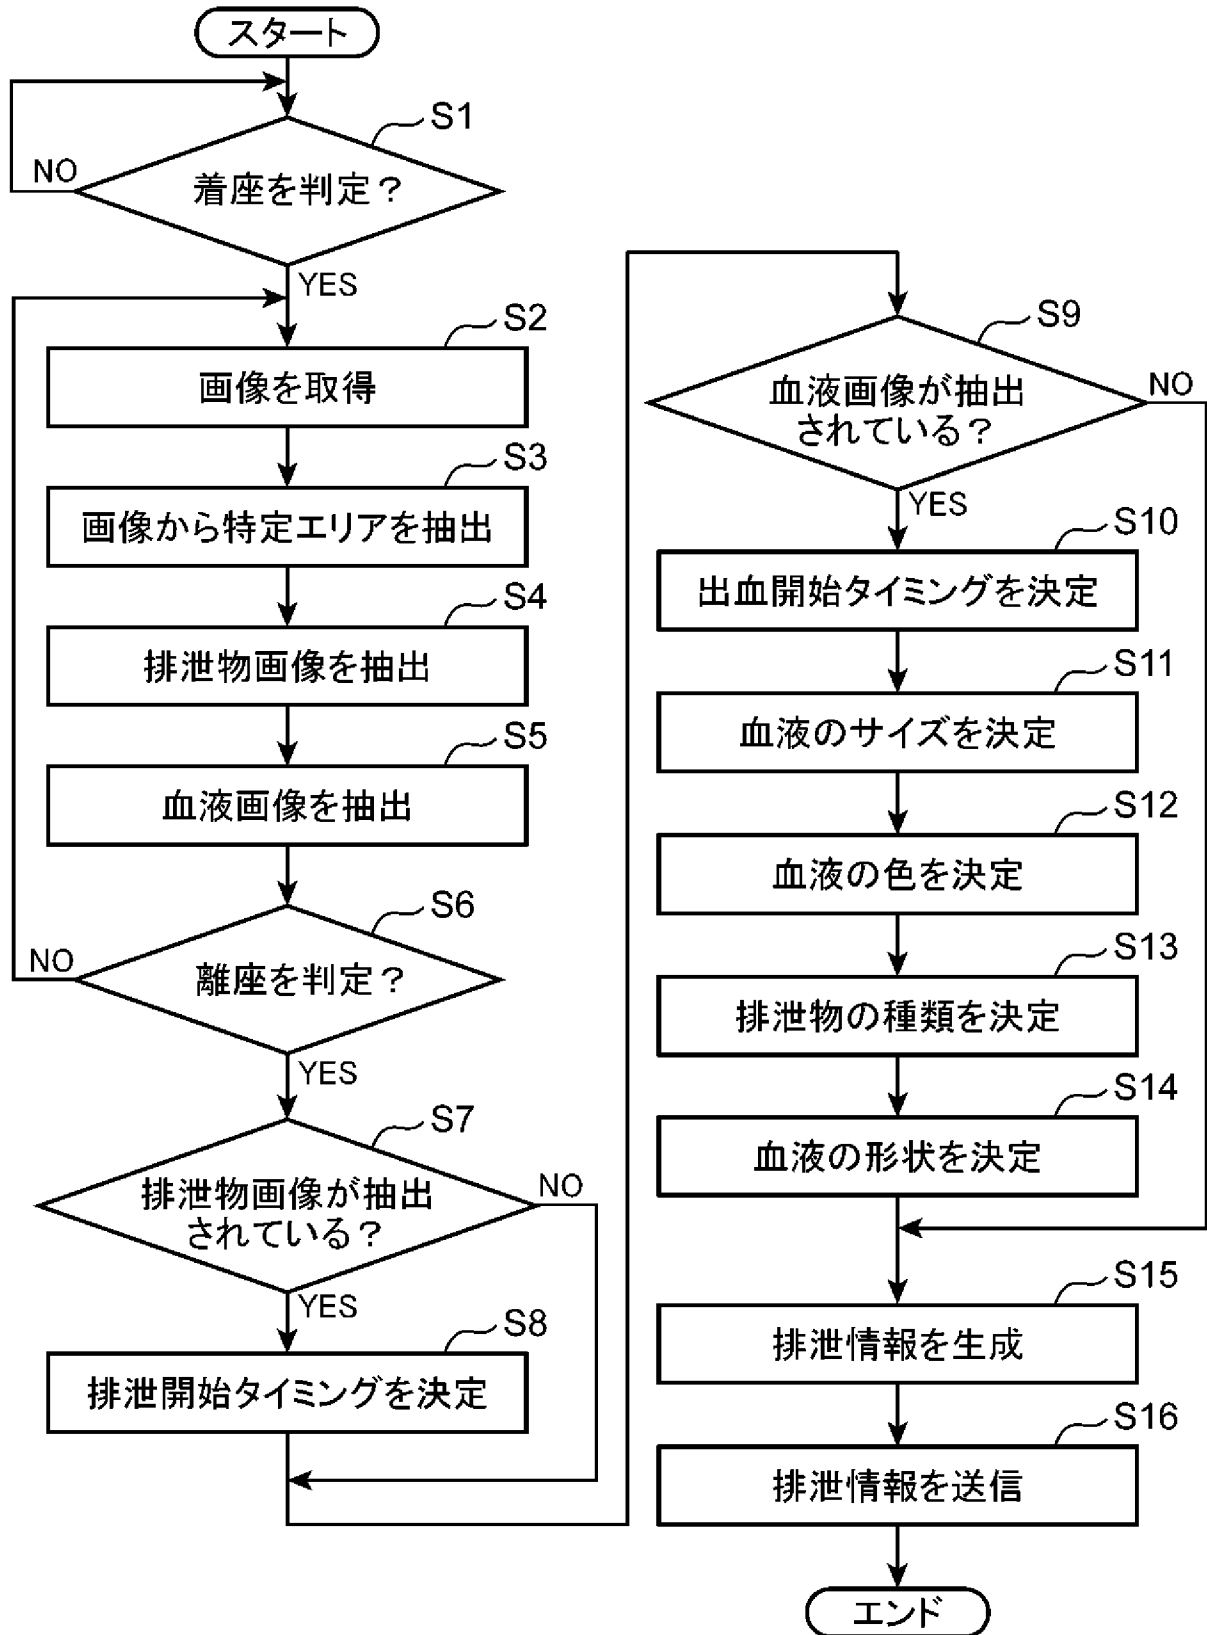 スタート
S1
着座を判定？
NO
YES
S2
画像を取得
S3
画像から特定エリアを抽出
S4
排泄物画像を抽出
S5
血液画像を抽出
S6
離座を判定？
NO
YES
S7
排泄物画像が抽出
されている？
NO
YES
S8
排泄開始タイミングを決定
S9
血液画像が抽出
されている？
NO
YES
S10
出血開始タイミングを決定
S11
血液のサイズを決定
S12
血液の色を決定
S13
排泄物の種類を決定
S14
血液の形状を決定
S15
排泄情報を生成
S16
排泄情報を送信
エンド